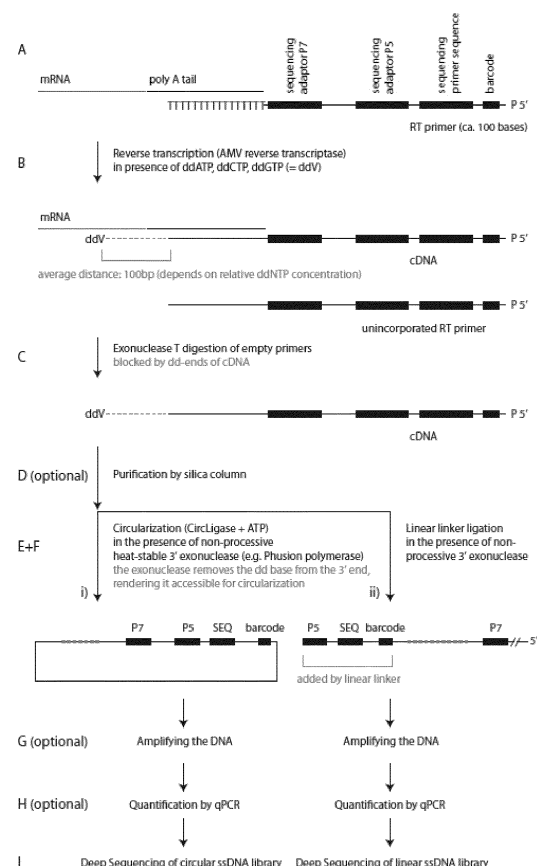 A
mRNA
poly A tail
sequencing
adaptor P7
sequencing
adaptor P5
sequencing
primer sequence
barcode
TTTTTTTTTTTTTTTT
P 5'
RT primer (ca. 100 bases)
B
Reverse transcription (AMV reverse transcriptase)
in presence of ddATP, ddCTP, ddGTP (= ddV)
mRNA
ddV
P 5'
cDNA
average distance: 100bp (depends on relative ddNTP concentration)
P 5'
unincorporated RT primer
C
Exonuclease T digestion of empty primers
blocked by dd-ends of cDNA
ddV
P 5'
cDNA
D (optional)
Purification by silica column
E+F
Circularization (CircLigase + ATP)
in the presence of non-processive
heat-stable 3' exonuclease (e.g. Phusion polymerase)
the exonuclease removes the dd base from the 3' end,
rendering it accessible for circularization
i)
Linear linker ligation
in the presence of non-
processive 3' exonuclease
ii)
P7 P5 SEQ barcode
P5 SEQ barcode P7
5'
added by linear linker
G (optional)
Amplifying the DNA
Amplifying the DNA
H (optional)
Quantification by qPCR
Quantification by qPCR
I
Deep Sequencing of circular ssDNA library
Deep Sequencing of linear ssDNA library